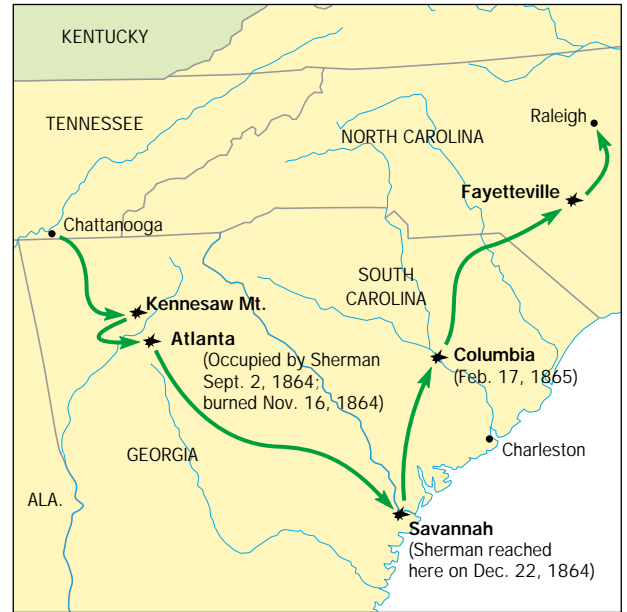 KENTUCKY
TENNESSEE
NORTH CAROLINA
Raleigh
Fayetteville
Chattanooga
SOUTH
CAROLINA
Kennesaw Mt.
Atlanta
(Occupied by Sherman
Sept. 2, 1864;
burned Nov. 16, 1864)
Columbia
(Feb. 17, 1865)
GEORGIA
Charleston
ALA.
Savannah
(Sherman reached
here on Dec. 22, 1864)